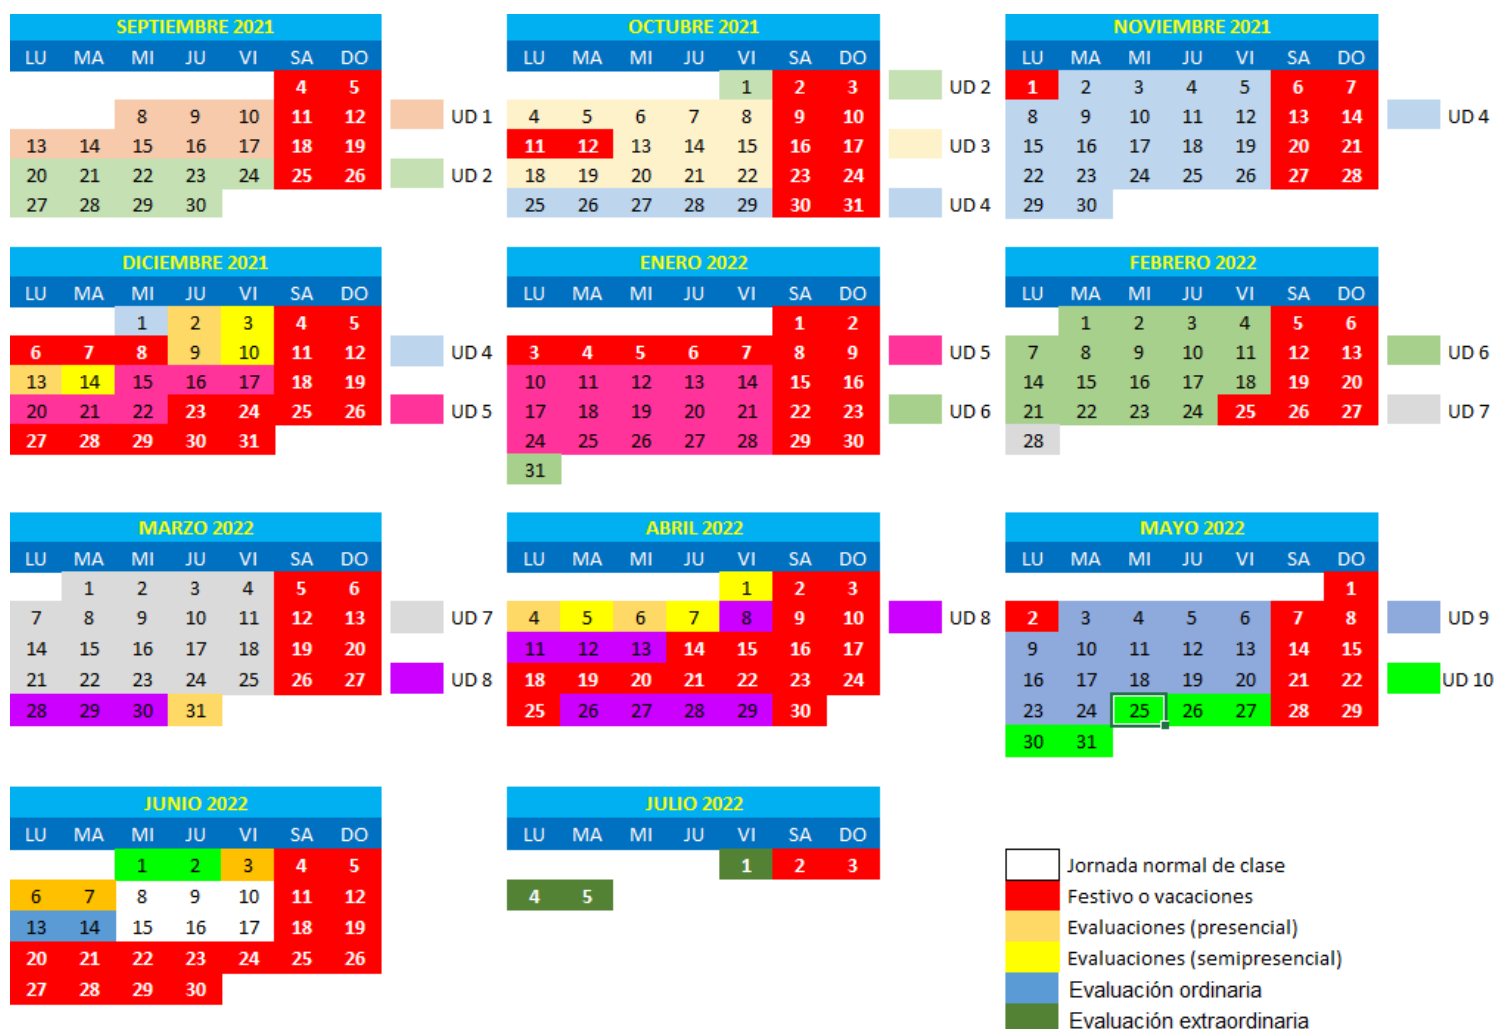 SEPTIEMBRE 2021
LU MA MI JU VI SA DO
4 5
8 9 10 11 12 UD 1
13 14 15 16 17 18 19
20 21 22 23 24 25 26 UD 2
27 28 29 30
OCTUBRE 2021
LU MA MI JU VI SA DO
1 2 3 UD 2
4 5 6 7 8 9 10
11 12 13 14 15 16 17 UD 3
18 19 20 21 22 23 24
25 26 27 28 29 30 31 UD 4
NOVIEMBRE 2021
LU MA MI JU VI SA DO
1 2 3 4 5 6 7
8 9 10 11 12 13 14 UD 4
15 16 17 18 19 20 21
22 23 24 25 26 27 28
29 30
DICIEMBRE 2021
LU MA MI JU VI SA DO
1 2 3 4 5
6 7 8 9 10 11 12 UD 4
13 14 15 16 17 18 19
20 21 22 23 24 25 26 UD 5
27 28 29 30 31
ENERO 2022
LU MA MI JU VI SA DO
1 2
3 4 5 6 7 8 9 UD 5
10 11 12 13 14 15 16
17 18 19 20 21 22 23 UD 6
24 25 26 27 28 29 30
31
FEBRERO 2022
LU MA MI JU VI SA DO
1 2 3 4 5 6
7 8 9 10 11 12 13 UD 6
14 15 16 17 18 19 20
21 22 23 24 25 26 27 UD 7
28
MARZO 2022
LU MA MI JU VI SA DO
1 2 3 4 5 6
7 8 9 10 11 12 13 UD 7
14 15 16 17 18 19 20
21 22 23 24 25 26 27 UD 8
28 29 30 31
ABRIL 2022
LU MA MI JU VI SA DO
1 2 3
4 5 6 7 8 9 10 UD 8
11 12 13 14 15 16 17
18 19 20 21 22 23 24
25 26 27 28 29 30
MAYO 2022
LU MA MI JU VI SA DO
1
2 3 4 5 6 7 8 UD 9
9 10 11 12 13 14 15
16 17 18 19 20 21 22 UD 10
23 24 25 26 27 28 29
30 31
JUNIO 2022
LU MA MI JU VI SA DO
1 2 3 4 5
6 7 8 9 10 11 12
13 14 15 16 17 18 19
20 21 22 23 24 25 26
27 28 29 30
JULIO 2022
LU MA MI JU VI SA DO
1 2 3
4 5
Jornada normal de clase
Festivo o vacaciones
Evaluaciones (presencial)
Evaluaciones (semipresencial)
Evaluación ordinaria
Evaluación extraordinaria